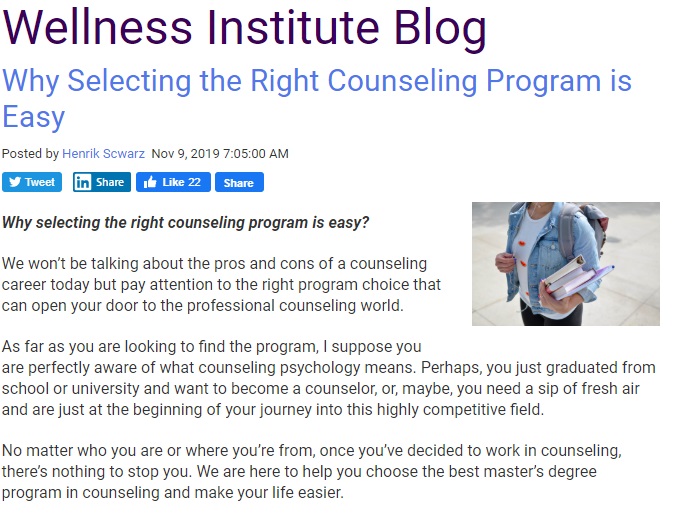 Wellness Institute Blog
Why Selecting the Right Counseling Program is
Easy
Posted by Henrik Scwarz Nov 9, 2019 7:05:00 AM
Tweet Share Like 22 Share
Why selecting the right counseling program is easy?
We won’t be talking about the pros and cons of a counseling
career today but pay attention to the right program choice that
can open your door to the professional counseling world.
As far as you are looking to find the program, I suppose you
are perfectly aware of what counseling psychology means. Perhaps, you just graduated from
school or university and want to become a counselor, or, maybe, you need a sip of fresh air
and are just at the beginning of your journey into this highly competitive field.
No matter who you are or where you’re from, once you’ve decided to work in counseling,
there’s nothing to stop you. We are here to help you choose the best master’s degree
program in counseling and make your life easier.